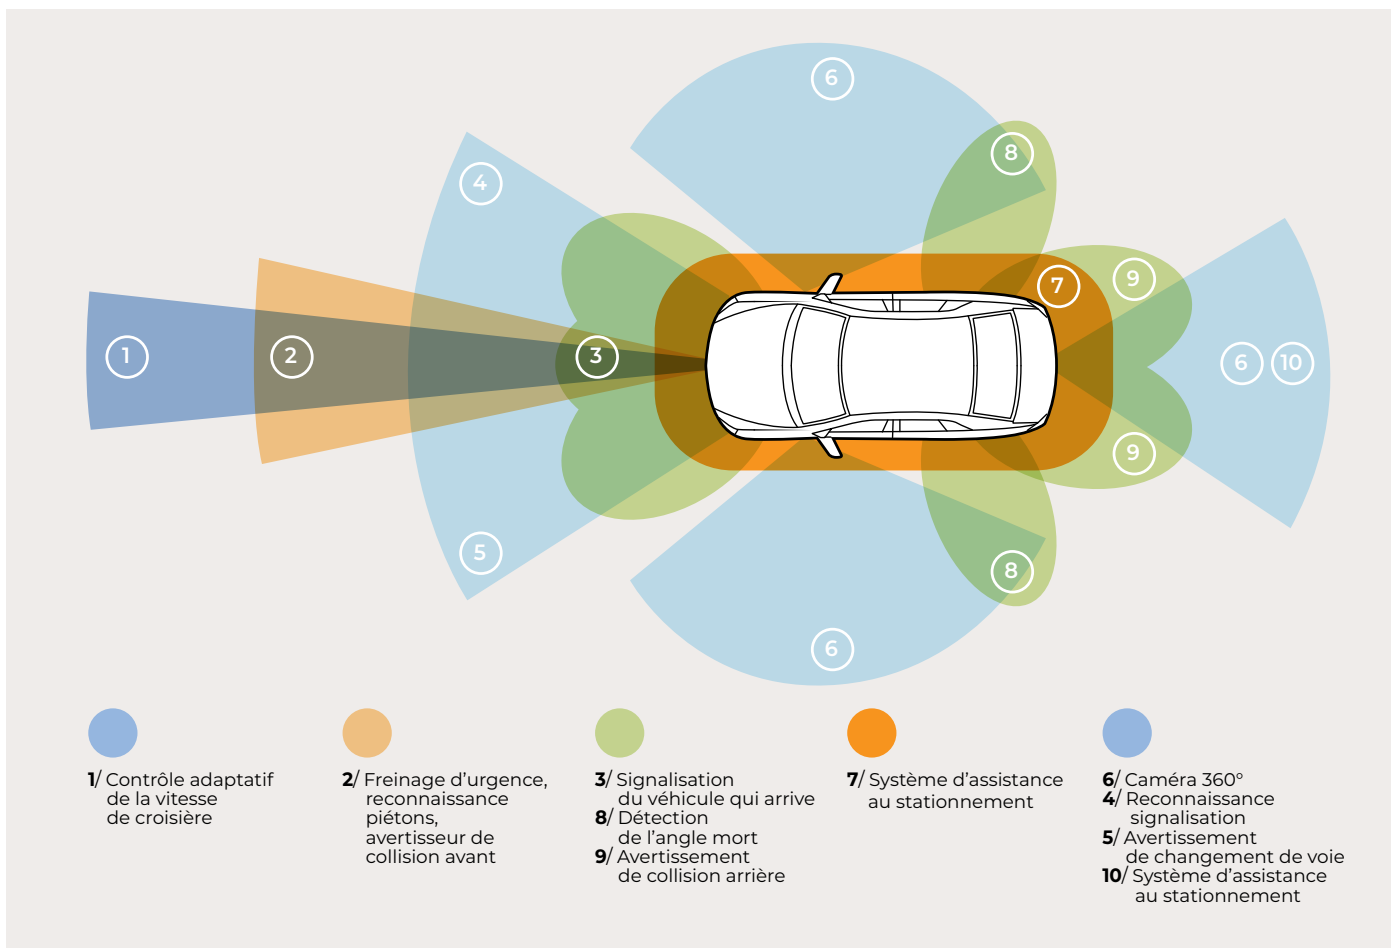 6
8
4
9
7
1
2
3
6 10
9
5
8
6
1/ Contrôle adaptatif
de la vitesse
de croisière
2/ Freinage d’urgence,
reconnaissance
piétons,
avertisseur de
collision avant
3/ Signalisation
du véhicule qui arrive
8/ Détection
de l’angle mort
9/ Avertissement
de collision arrière
7/ Système d’assistance
au stationnement
6/ Caméra 360°
4/ Reconnaissance
signalisation
5/ Avertissement
de changement de voie
10/ Système d’assistance
au stationnement